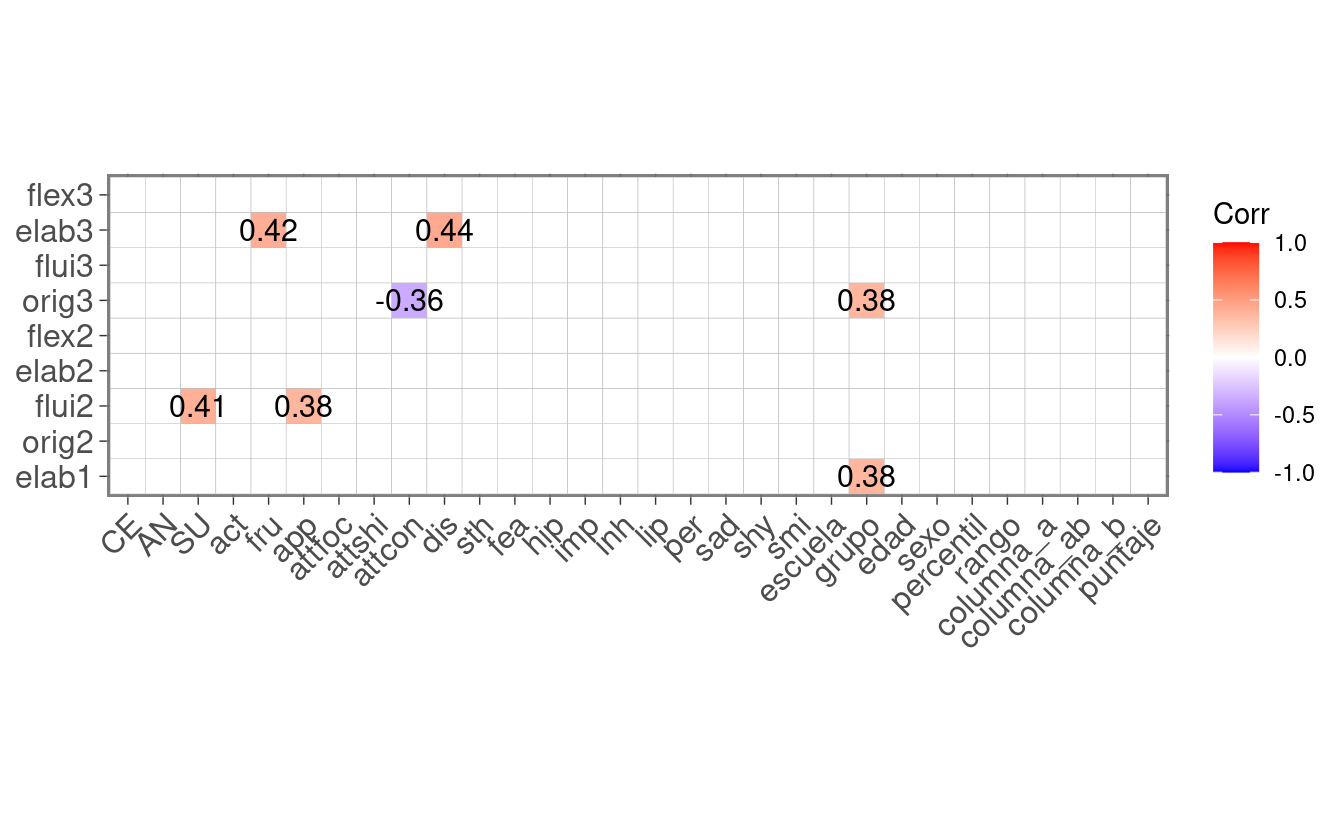 flex3
elab3 0.42 0.44
flui3
orig3 -0.36 0.38
flex2
elab2
flui2 0.41 0.38
orig2
elab1 0.38
CE AN SU act fru app attfoc attshi attcon dis sth fea hip imp Inh lip per sad shy smi escuela grupo edad sexo percentil rango columna_a columna_ab columna_b puntaje
Corr
1.0
0.5
0.0
-0.5
-1.0